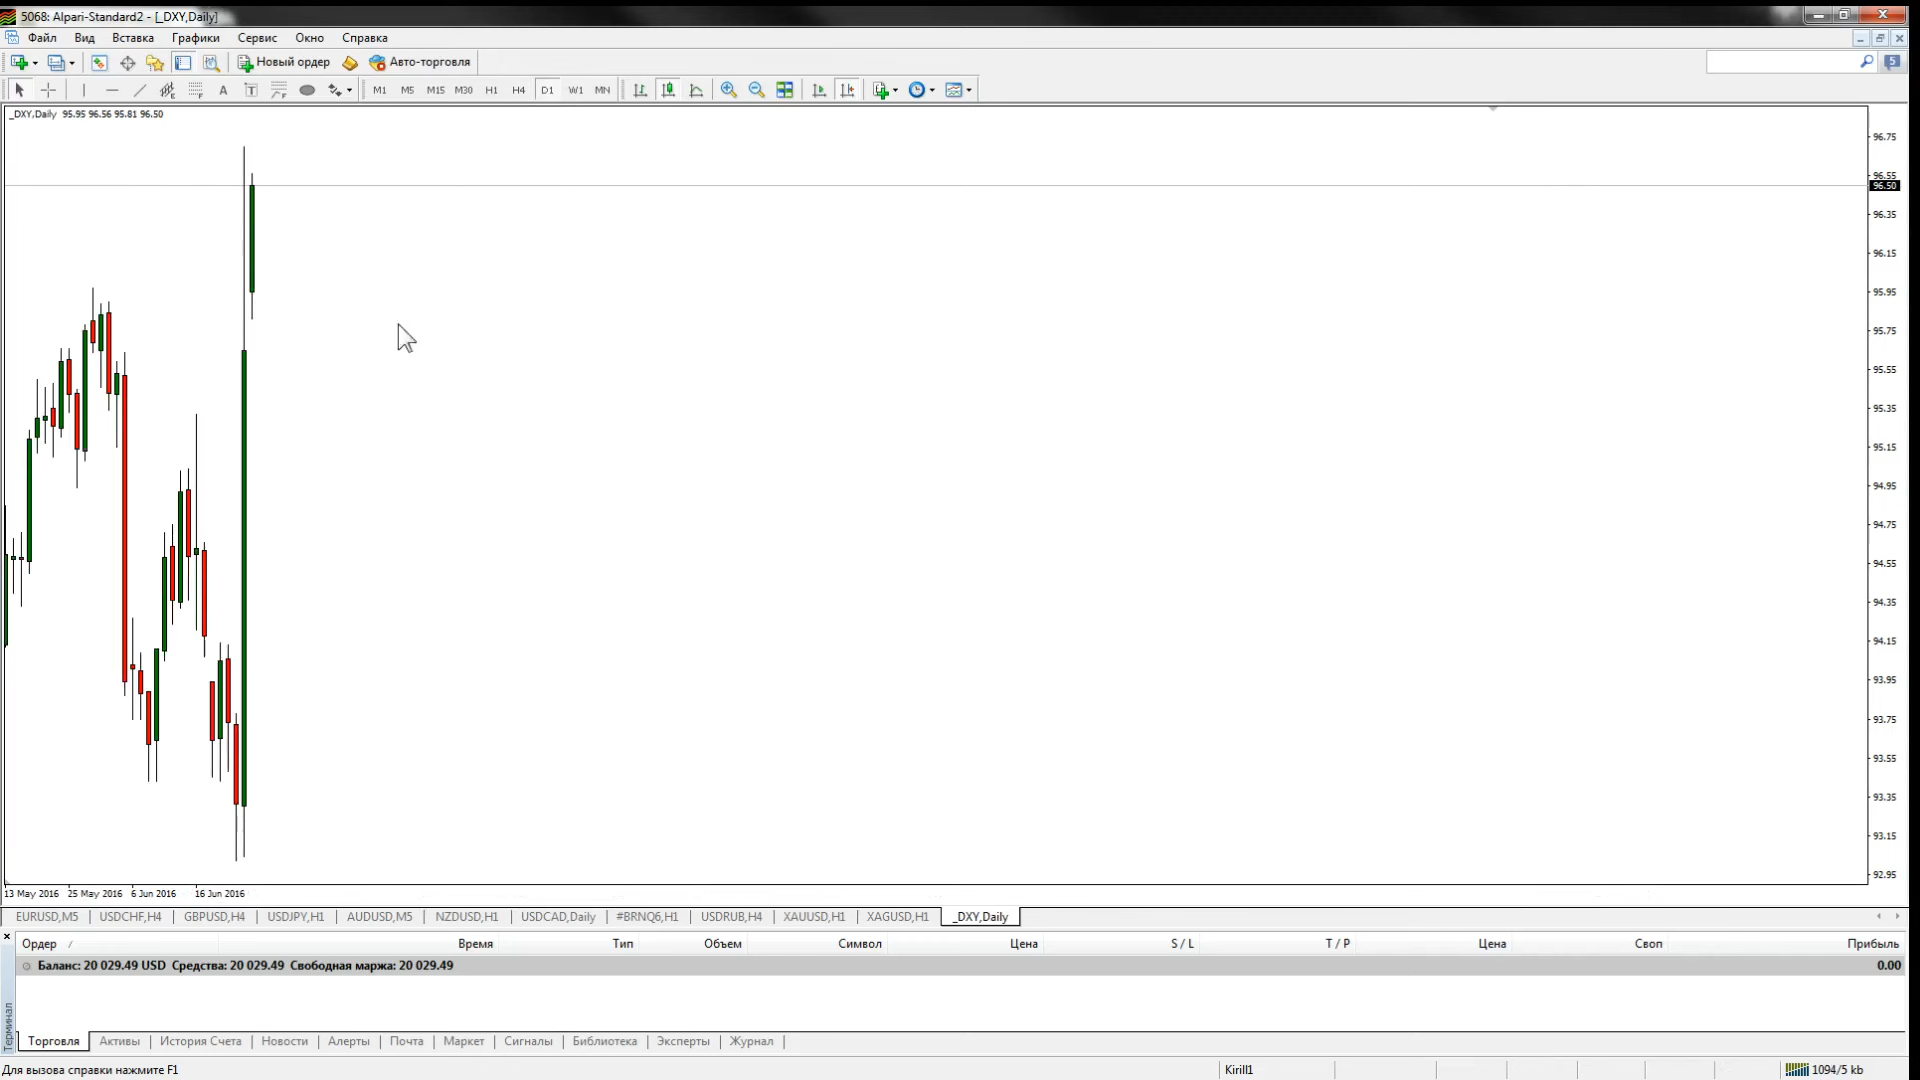 5068: Alpari-Standard2 - [_DXY,Daily]
Файл Вид Вставка Графики Сервис Окно Справка
Новый ордер Авто-торговля 5
A T F F E M1 M5 M15 M30 H1 H4 D1 W1 MN
_DXY,Daily 95.95 96.56 95.81 96.50
96.75
96.55
96.50
96.35
96.15
95.95
95.75
95.55
95.35
95.15
94.95
94.75
94.55
94.35
94.15
93.95
93.75
93.55
93.35
93.15
92.95
13 May 2016 25 May 2016 6 Jun 2016 16 Jun 2016
EURUSD,M5 USDCHF,H4 GBPUSD,H4 USDJPY,H1 AUDUSD,M5 NZDUSD,H1 USDCAD,Daily #BRNQ6,H1 USDRUB,H4 XAUUSD,H1 XAGUSD,H1 _DXY,Daily
Ордер / Время Тип Объем Символ Цена S / L T / P Цена Своп Прибыль
Баланс: 20 029.49 USD Средства: 20 029.49 Свободная маржа: 20 029.49 0.00
Терминал
Торговля Активы История Счета Новости Алерты Почта Маркет Сигналы Библиотека Эксперты Журнал
Для вызова справки нажмите F1 Kirill1 1094/5 kb